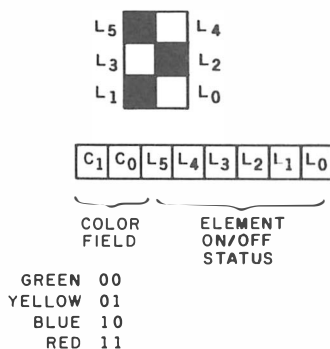 L5 L4
L3 L2
L1 L0
C1 C0 L5 L4 L3 L2 L1 L0
COLOR FIELD
ELEMENT ON/OFF STATUS
GREEN 00
YELLOW 01
BLUE 10
RED 11